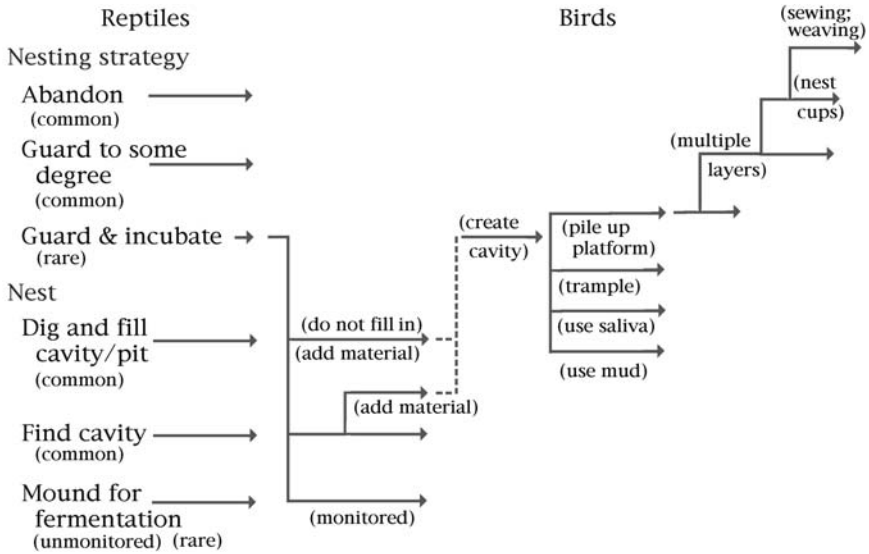 Reptiles
Birds
Nesting strategy
Abandon
(common)
Guard to some
degree
(common)
Guard & incubate
(rare)
Nest
Dig and fill
cavity/pit
(common)
Find cavity
(common)
Mound for
fermentation
(unmonitored) (rare)
(do not fill in)
(add material)
(add material)
(monitored)
(create
cavity)
(pile up
platform)
(trample)
(use saliva)
(use mud)
(multiple
layers)
(nest
cups)
(sewing;
weaving)